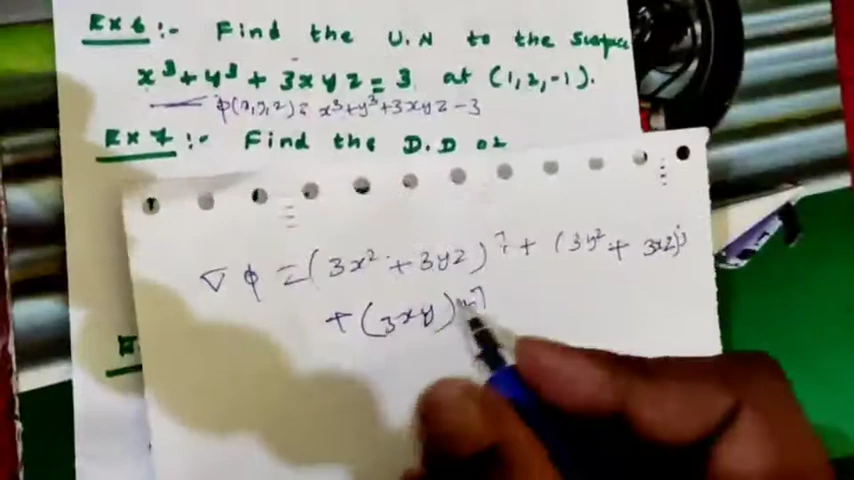 Ex 6 :- Find the U.N to the surface
x³ + y³ + 3xyz = 3 at (1,2,-1).
φ(x,y,z) = x³+y³+3xyz-3
Ex 7 :- Find the D.D of
∇φ = (3x² + 3yz) i⃗ + (3y² + 3xz) j⃗
+ (3xy) k⃗